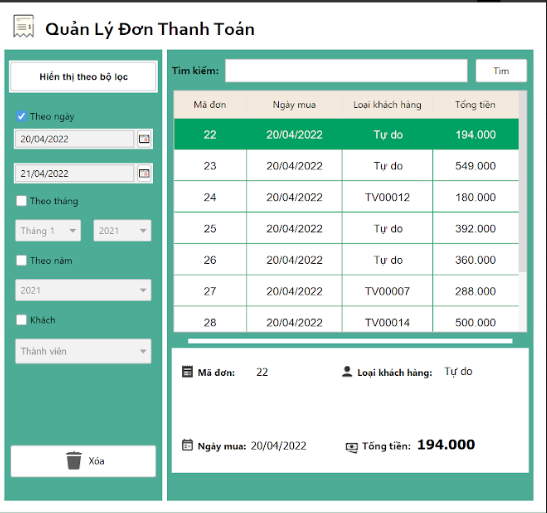 Quản Lý Đơn Thanh Toán
Hiển thị theo bộ lọc
Theo ngày
20/04/2022
21/04/2022
Theo tháng
Tháng 1 2021
Theo năm
2021
Khách
Thành viên
Xóa
Tìm kiếm: Tìm
Mã đơn Ngày mua Loại khách hàng Tổng tiền
22 20/04/2022 Tự do 194.000
23 20/04/2022 Tự do 549.000
24 20/04/2022 TV00012 180.000
25 20/04/2022 Tự do 392.000
26 20/04/2022 Tự do 360.000
27 20/04/2022 TV00007 288.000
28 20/04/2022 TV00014 500.000
Mã đơn: 22 Loại khách hàng: Tự do
Ngày mua: 20/04/2022 Tổng tiền: 194.000